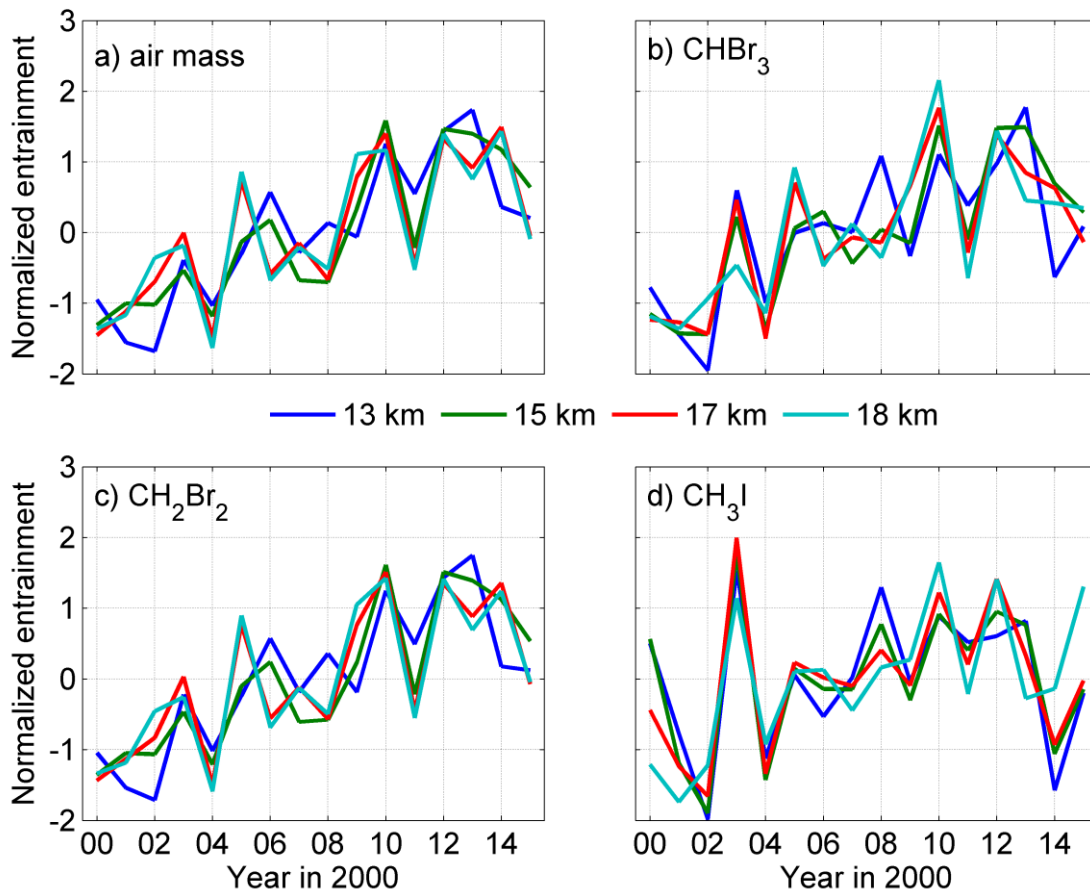 Normalized entrainment
3
2
1
0
-1
-2
a) air mass
b) CHBr₃
13 km 15 km 17 km 18 km
Normalized entrainment
3
2
1
0
-1
-2
c) CH₂Br₂
d) CH₃I
00 02 04 06 08 10 12 14
Year in 2000
00 02 04 06 08 10 12 14
Year in 2000